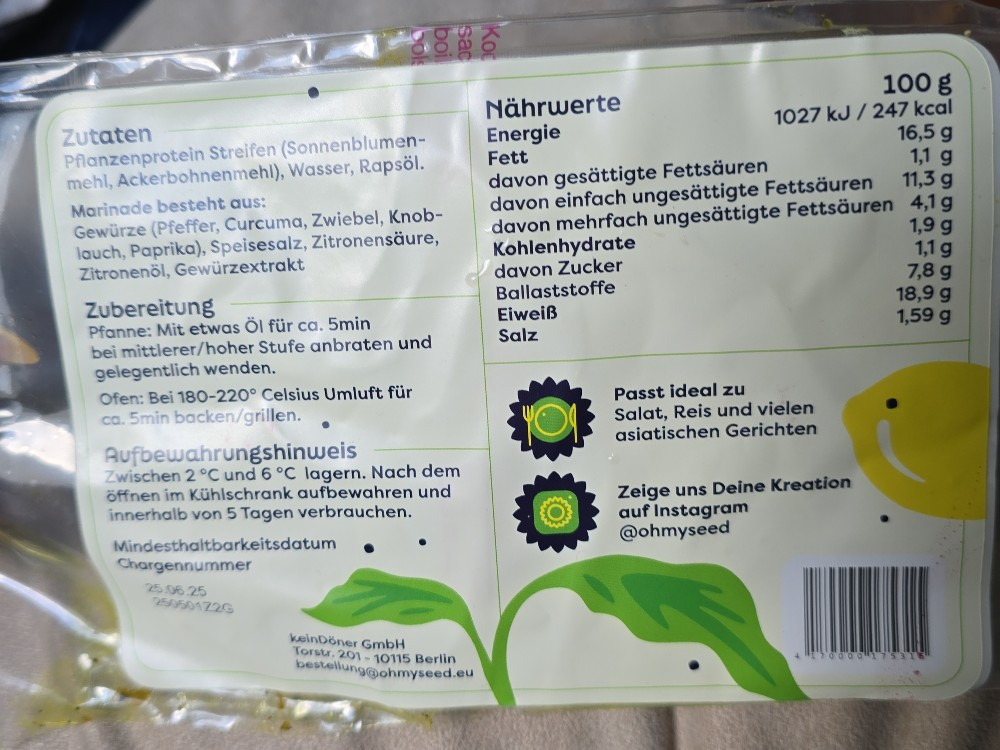 Zutaten
Pflanzenprotein Streifen (Sonnenblumen-
mehl, Ackerbohnenmehl), Wasser, Rapsöl.
Marinade besteht aus:
Gewürze (Pfeffer, Curcuma, Zwiebel, Knob-
lauch, Paprika), Speisesalz, Zitronensäure,
Zitronenöl, Gewürzextrakt
Zubereitung
Pfanne: Mit etwas Öl für ca. 5min
bei mittlerer/hoher Stufe anbraten und
gelegentlich wenden.
Ofen: Bei 180-220° Celsius Umluft für
ca. 5min backen/grillen.
Aufbewahrungshinweis
Zwischen 2 °C und 6 °C lagern. Nach dem
öffnen im Kühlschrank aufbewahren und
innerhalb von 5 Tagen verbrauchen.
Mindesthaltbarkeitsdatum
Chargennummer
25.06.25
250501Z2G
keinDöner GmbH
Torstr. 201 - 10115 Berlin
bestellung@ohmyseed.eu
Nährwerte 100 g
Energie 1027 kJ / 247 kcal
Fett 16,5 g
davon gesättigte Fettsäuren 1,1 g
davon einfach ungesättigte Fettsäuren 11,3 g
davon mehrfach ungesättigte Fettsäuren 4,1 g
Kohlenhydrate 1,9 g
davon Zucker 1,1 g
Ballaststoffe 7,8 g
Eiweiß 18,9 g
Salz 1,59 g
Passt ideal zu
Salat, Reis und vielen
asiatischen Gerichten
Zeige uns Deine Kreation
auf Instagram
@ohmyseed